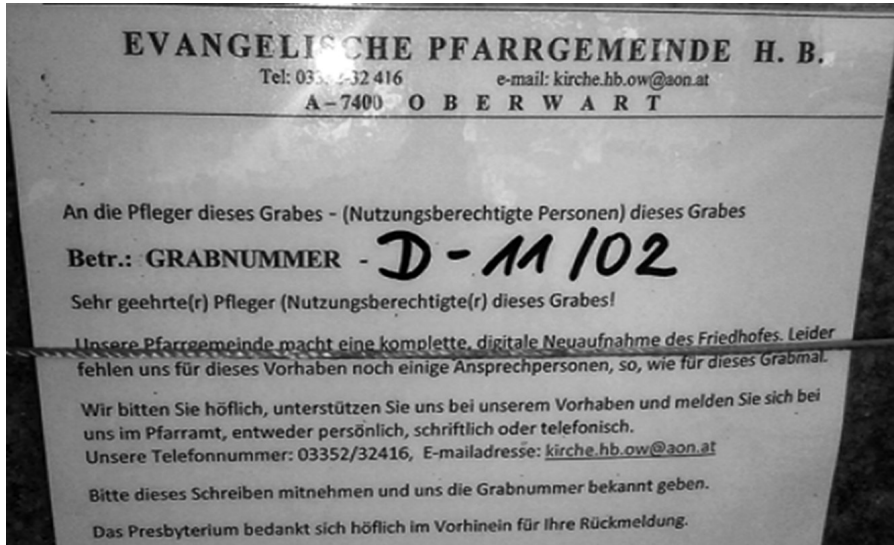 EVANGELISCHE PFARRGEMEINDE H. B.
Tel: 03352-32 416 e-mail: kirche.hb.ow@aon.at
A – 7400 O B E R W A R T
An die Pfleger dieses Grabes - (Nutzungsberechtigte Personen) dieses Grabes
Betr.: GRABNUMMER - D - 11 / 02
Sehr geehrte(r) Pfleger (Nutzungsberechtigte(r) dieses Grabes!
Unsere Pfarrgemeinde macht eine komplette, digitale Neuaufnahme des Friedhofes. Leider
fehlen uns für dieses Vorhaben noch einige Ansprechpersonen, so, wie für dieses Grabmal.
Wir bitten Sie höflich, unterstützen Sie uns bei unserem Vorhaben und melden Sie sich bei
uns im Pfarramt, entweder persönlich, schriftlich oder telefonisch.
Unsere Telefonnummer: 03352/32416, E-mailadresse: kirche.hb.ow@aon.at
Bitte dieses Schreiben mitnehmen und uns die Grabnummer bekannt geben.
Das Presbyterium bedankt sich höflich im Vorhinein für Ihre Rückmeldung.